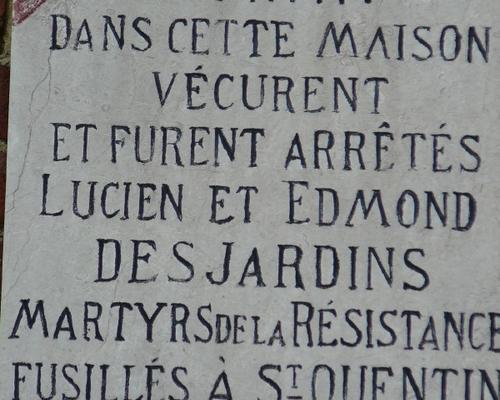 DANS CETTE MAISON
VÉCURENT
ET FURENT ARRÊTÉS
LUCIEN ET EDMOND
DESJARDINS
MARTYRS DE LA RÉSISTANCE
FUSILLÉS À ST QUENTIN